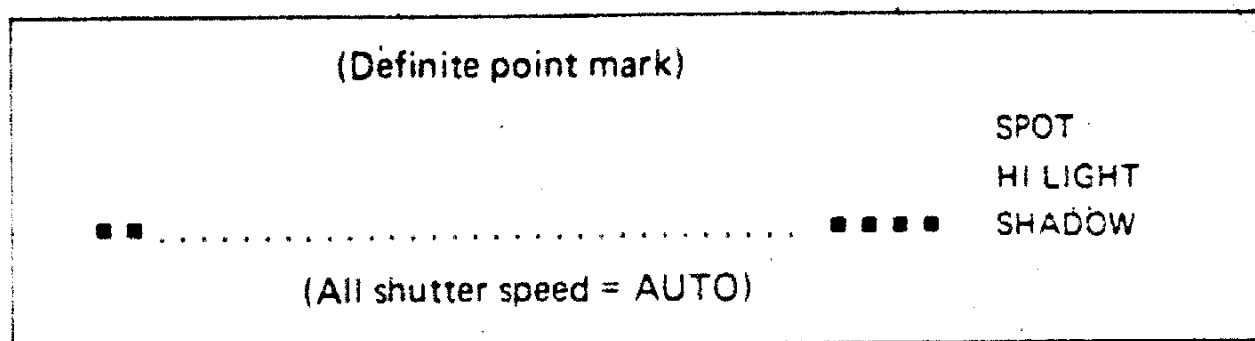 (Definite point mark)
SPOT
HI LIGHT
SHADOW
(All shutter speed = AUTO)